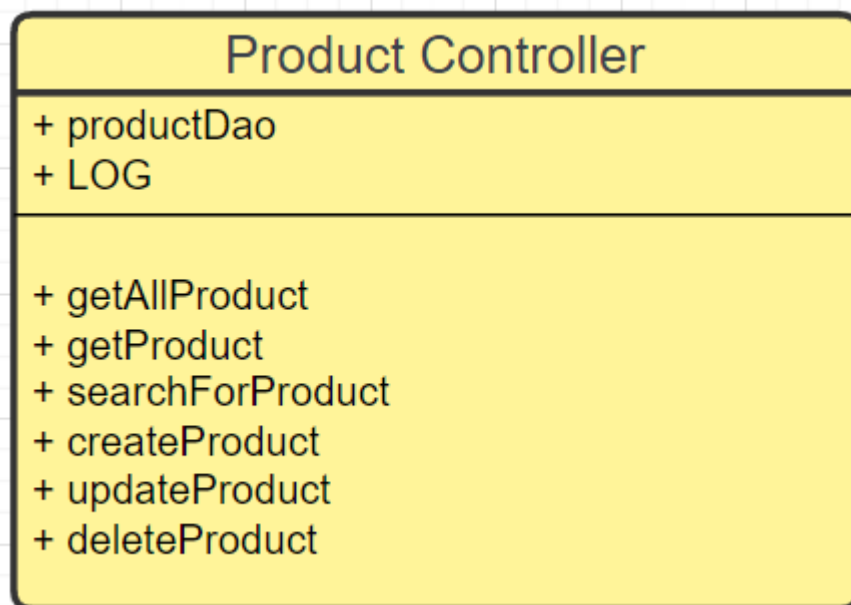 Product Controller
+ productDao
+ LOG
+ getAllProduct
+ getProduct
+ searchForProduct
+ createProduct
+ updateProduct
+ deleteProduct